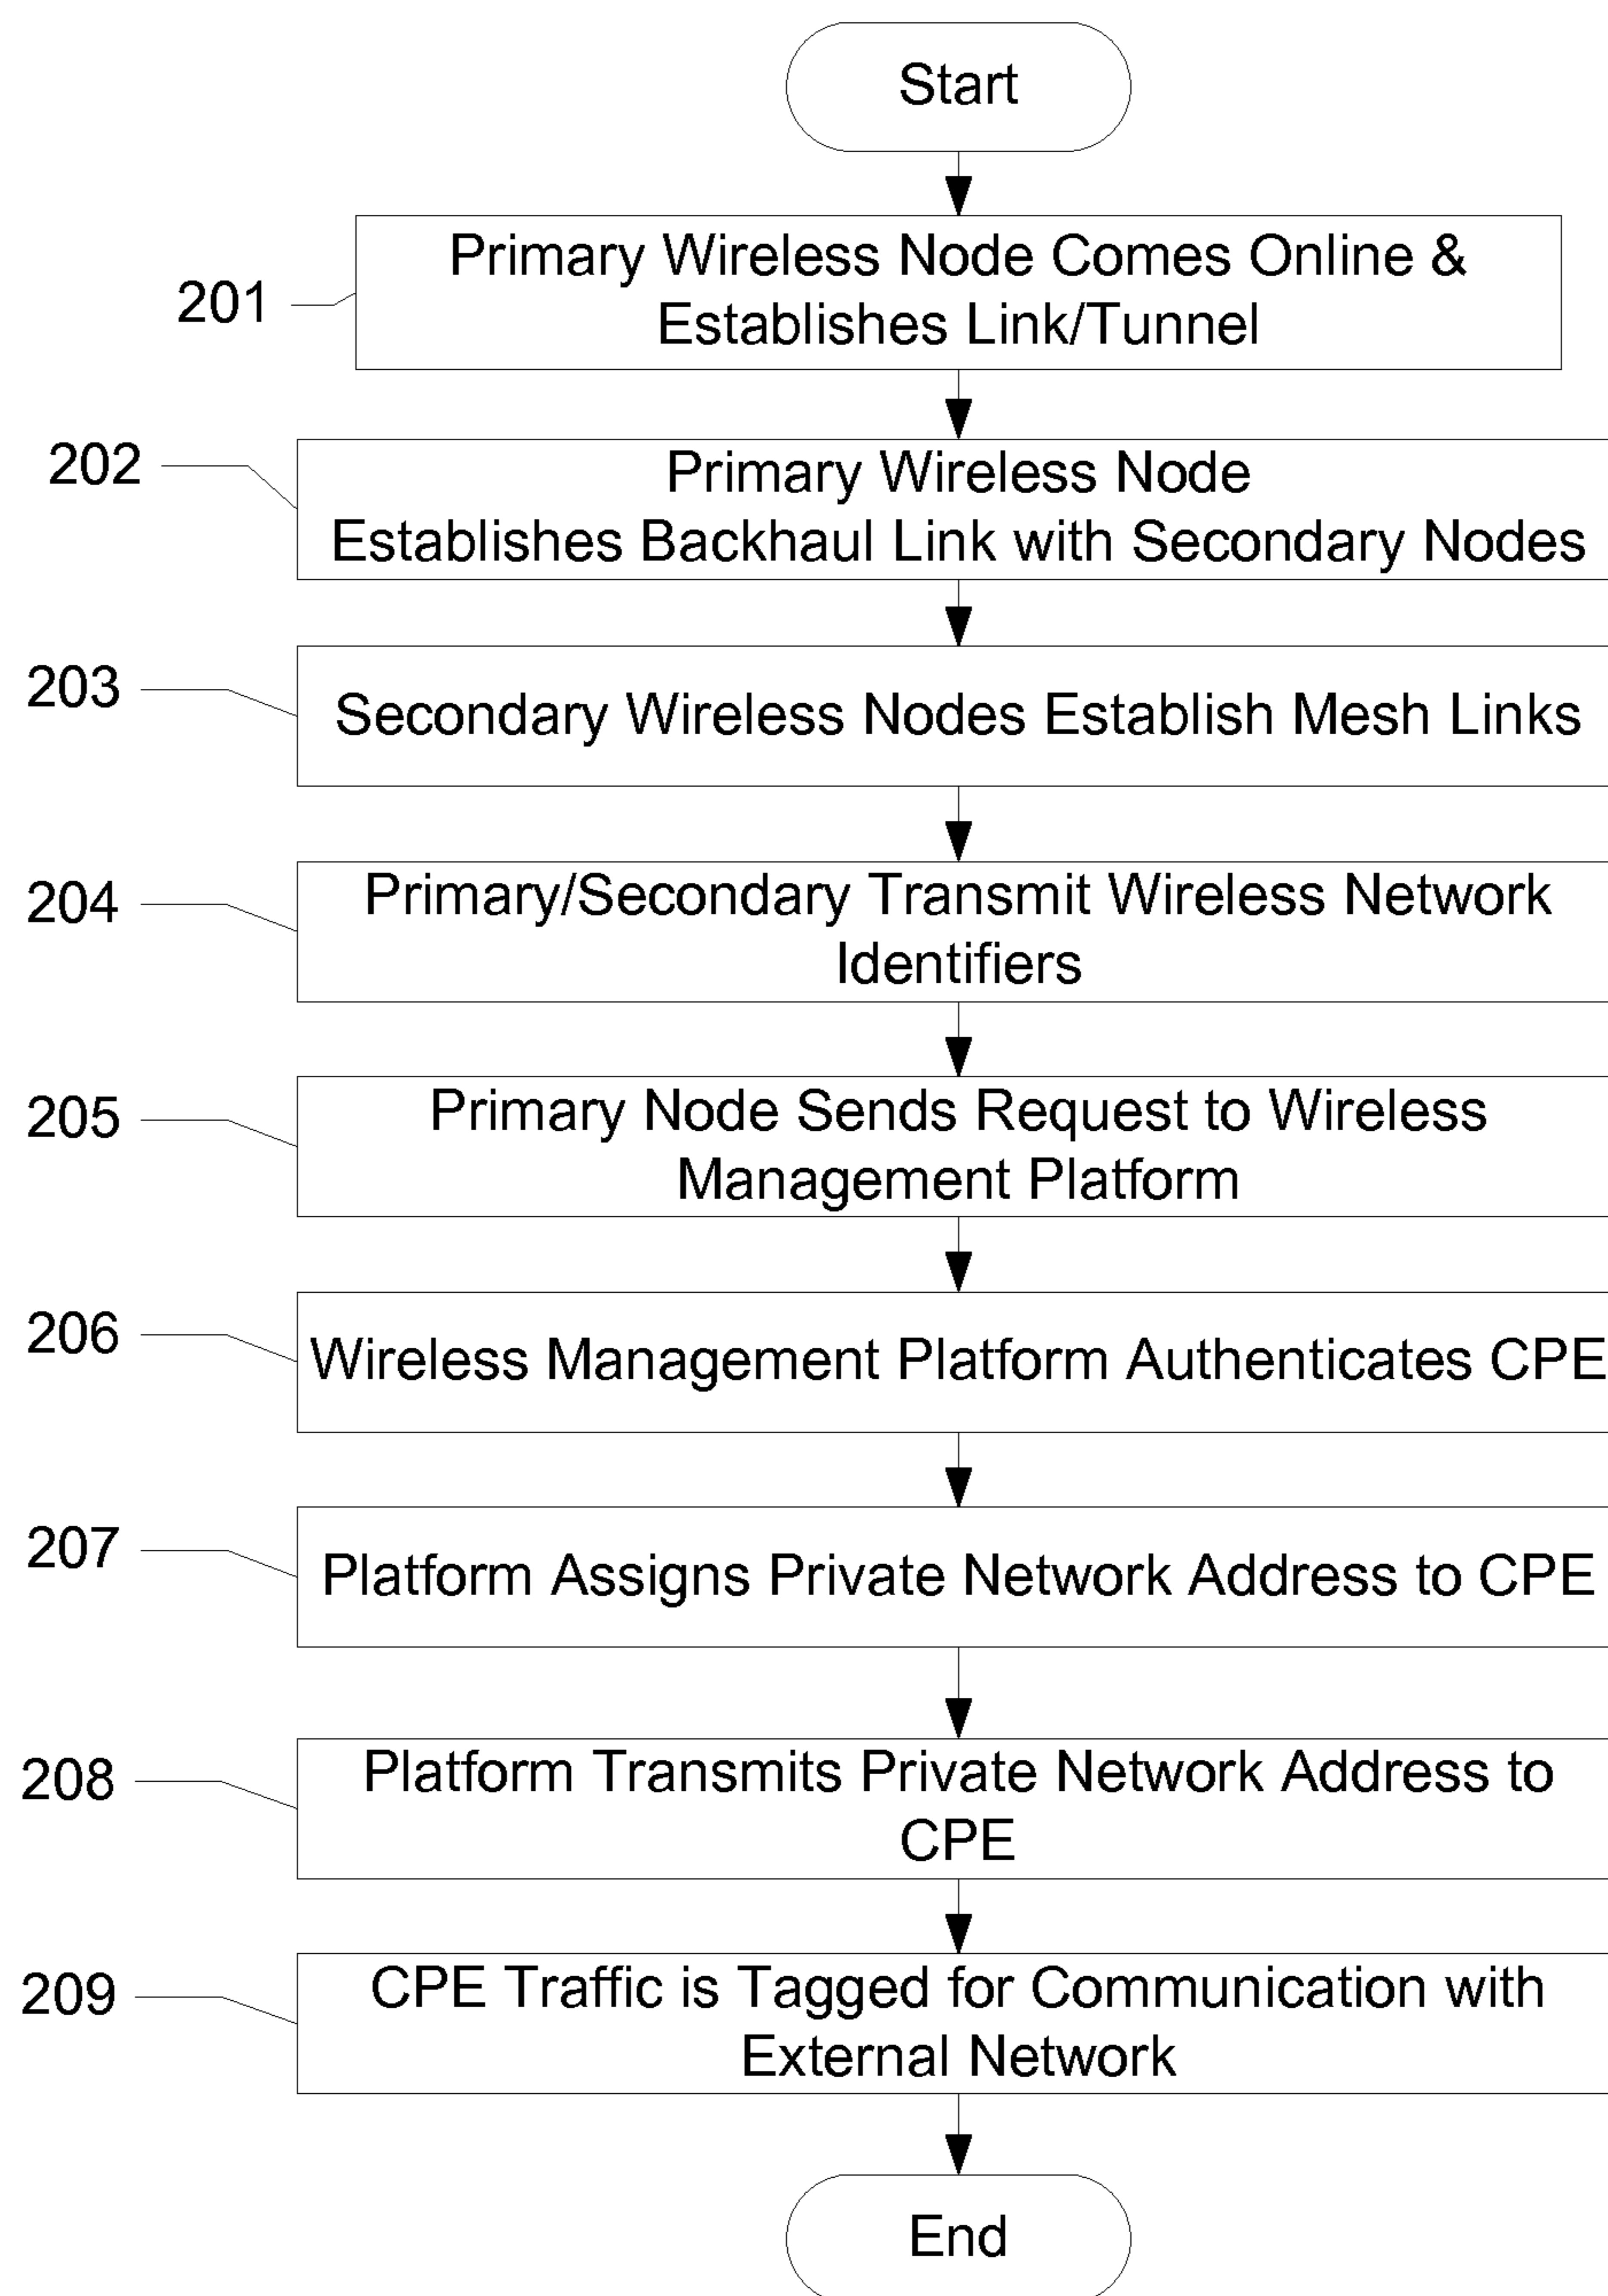 Start
201
Primary Wireless Node Comes Online &
Establishes Link/Tunnel
202
Primary Wireless Node
Establishes Backhaul Link with Secondary Nodes
203
Secondary Wireless Nodes Establish Mesh Links
204
Primary/Secondary Transmit Wireless Network
Identifiers
205
Primary Node Sends Request to Wireless
Management Platform
206
Wireless Management Platform Authenticates CPE
207
Platform Assigns Private Network Address to CPE
208
Platform Transmits Private Network Address to
CPE
209
CPE Traffic is Tagged for Communication with
External Network
End